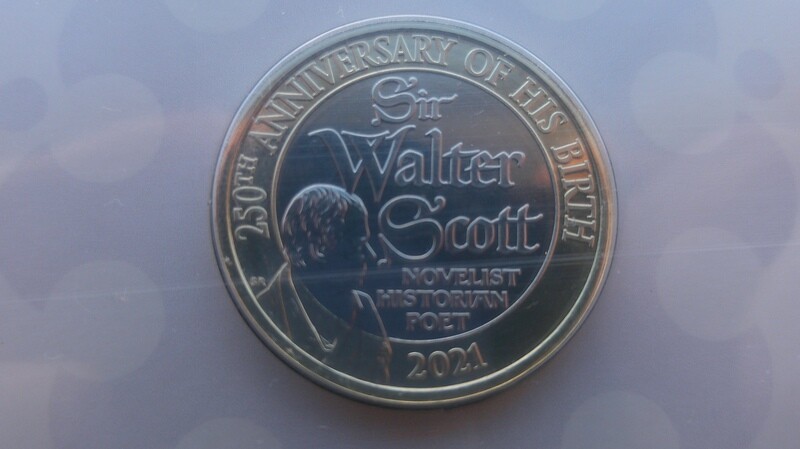 250TH ANNIVERSARY OF HIS BIRTH
Sir
Walter
Scott
NOVELIST
HISTORIAN
POET
2021